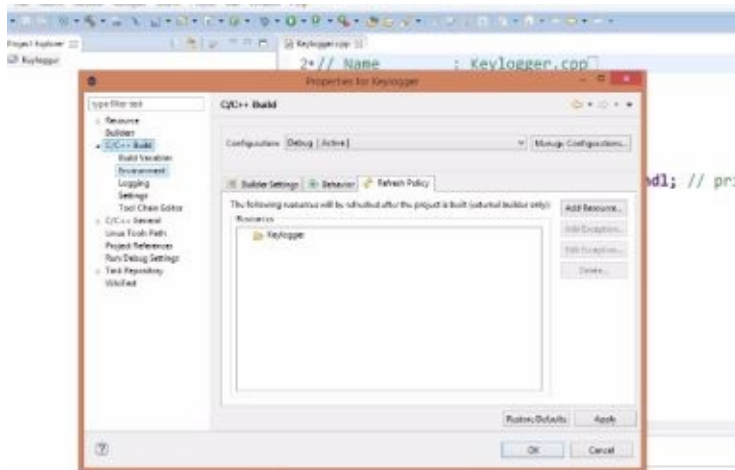 Project Explorer
Keylogger.cpp
Keylogger
2 // Name : Keylogger.cpp
Properties for Keylogger
type filter text
C/C++ Build
Resource
Builders
C/C++ Build
Build Variables
Environment
Logging
Settings
Tool Chain Editor
C/C++ General
Linux Tools Path
Project References
Run/Debug Settings
Task Repository
WikiText
Configuration: Debug [ Active ]
Manage Configurations...
Builder Settings
Behavior
Refresh Policy
The following resources will be refreshed after the project is built (external builder only):
Resources
Keylogger
Add Resource...
Add Exception...
Edit Exception...
Delete...
ndl; // pri
Restore Defaults
Apply
OK
Cancel